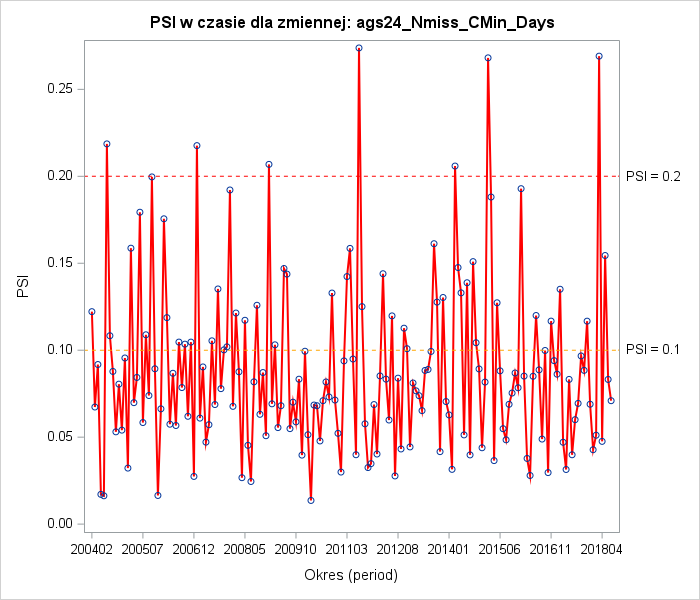 PSI w czasie dla zmiennej: ags24_Nmiss_CMin_Days
0.25
0.20
PSI = 0.2
0.15
PSI
0.10
PSI = 0.1
0.05
0.00
200402 200507 200612 200805 200910 201103 201208 201401 201506 201611 201804
Okres (period)